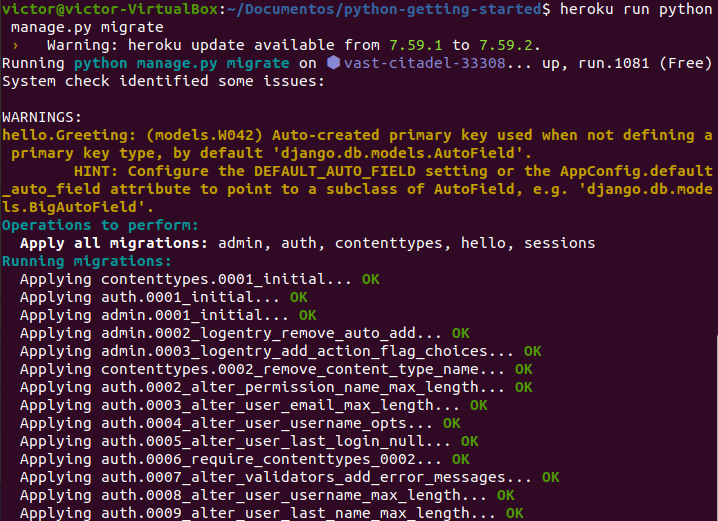 victor@victor-VirtualBox:~/Documentos/python-getting-started$ heroku run python
manage.py migrate
› Warning: heroku update available from 7.59.1 to 7.59.2.
Running python manage.py migrate on ⬢ vast-citadel-33308... up, run.1081 (Free)
System check identified some issues:
WARNINGS:
hello.Greeting: (models.W042) Auto-created primary key used when not defining a
primary key type, by default 'django.db.models.AutoField'.
HINT: Configure the DEFAULT_AUTO_FIELD setting or the AppConfig.default
_auto_field attribute to point to a subclass of AutoField, e.g. 'django.db.mode
ls.BigAutoField'.
Operations to perform:
Apply all migrations: admin, auth, contenttypes, hello, sessions
Running migrations:
Applying contenttypes.0001_initial... OK
Applying auth.0001_initial... OK
Applying admin.0001_initial... OK
Applying admin.0002_logentry_remove_auto_add... OK
Applying admin.0003_logentry_add_action_flag_choices... OK
Applying contenttypes.0002_remove_content_type_name... OK
Applying auth.0002_alter_permission_name_max_length... OK
Applying auth.0003_alter_user_email_max_length... OK
Applying auth.0004_alter_user_username_opts... OK
Applying auth.0005_alter_user_last_login_null... OK
Applying auth.0006_require_contenttypes_0002... OK
Applying auth.0007_alter_validators_add_error_messages... OK
Applying auth.0008_alter_user_username_max_length... OK
Applying auth.0009_alter_user_last_name_max_length... OK